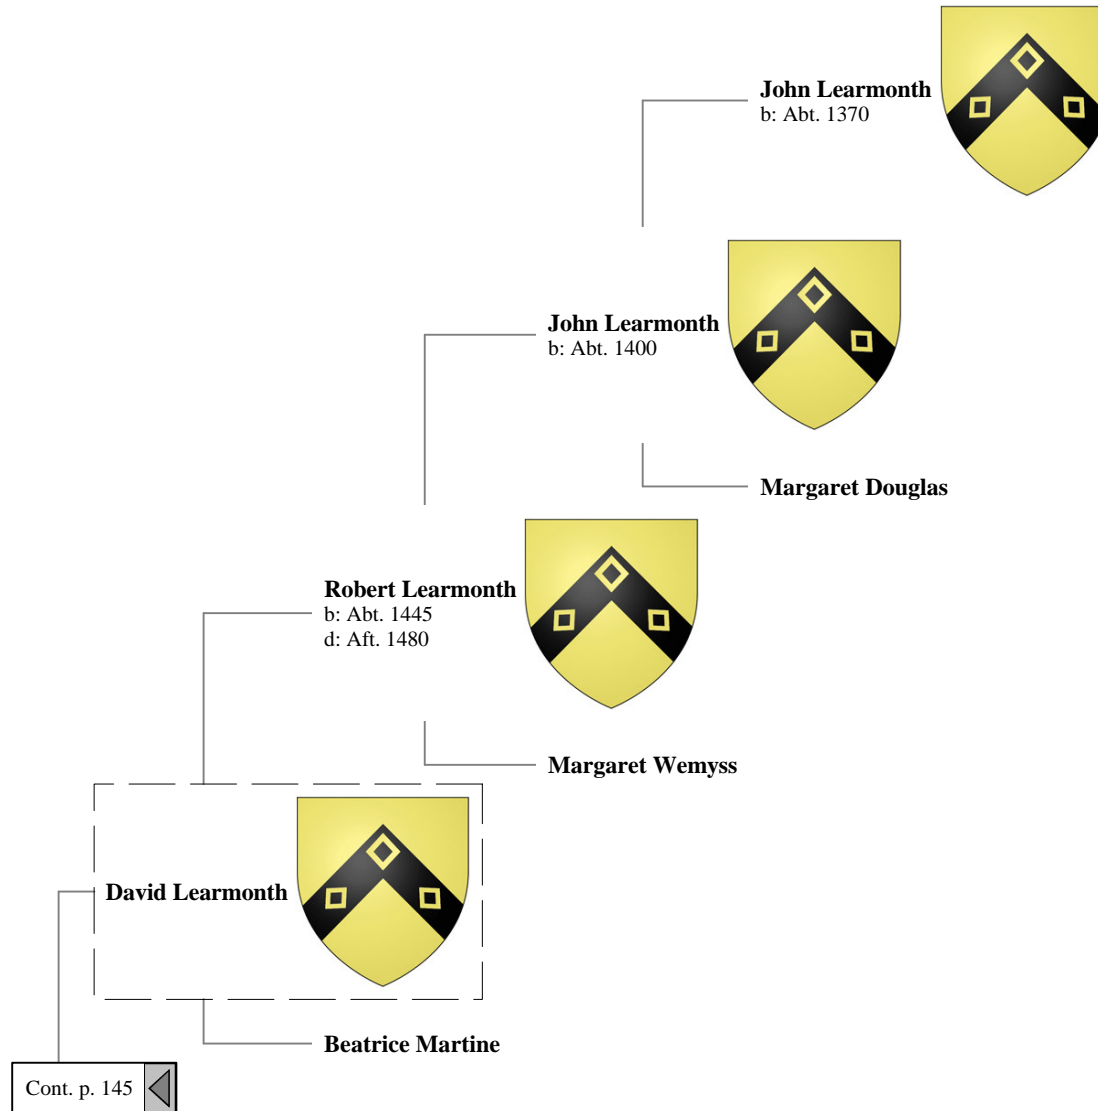 John Learmonth
b: Abt. 1370
John Learmonth
b: Abt. 1400
Margaret Douglas
Robert Learmonth
b: Abt. 1445
d: Aft. 1480
Margaret Wemyss
David Learmonth
Beatrice Martine
Cont. p. 145